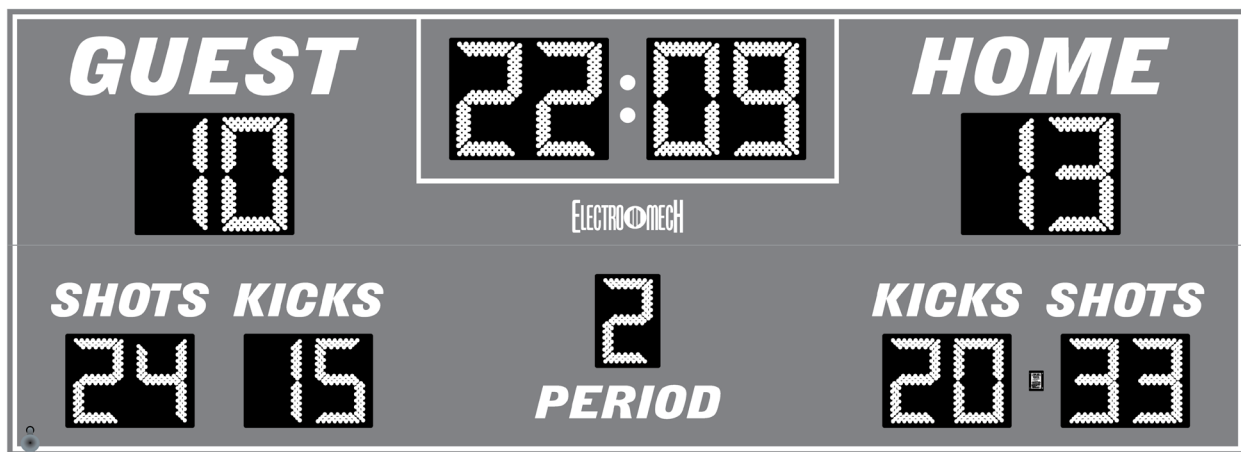 GUEST
22:09
HOME
10
13
ELECTRO MECH
SHOTS KICKS
2
KICKS SHOTS
24
15
20
33
PERIOD